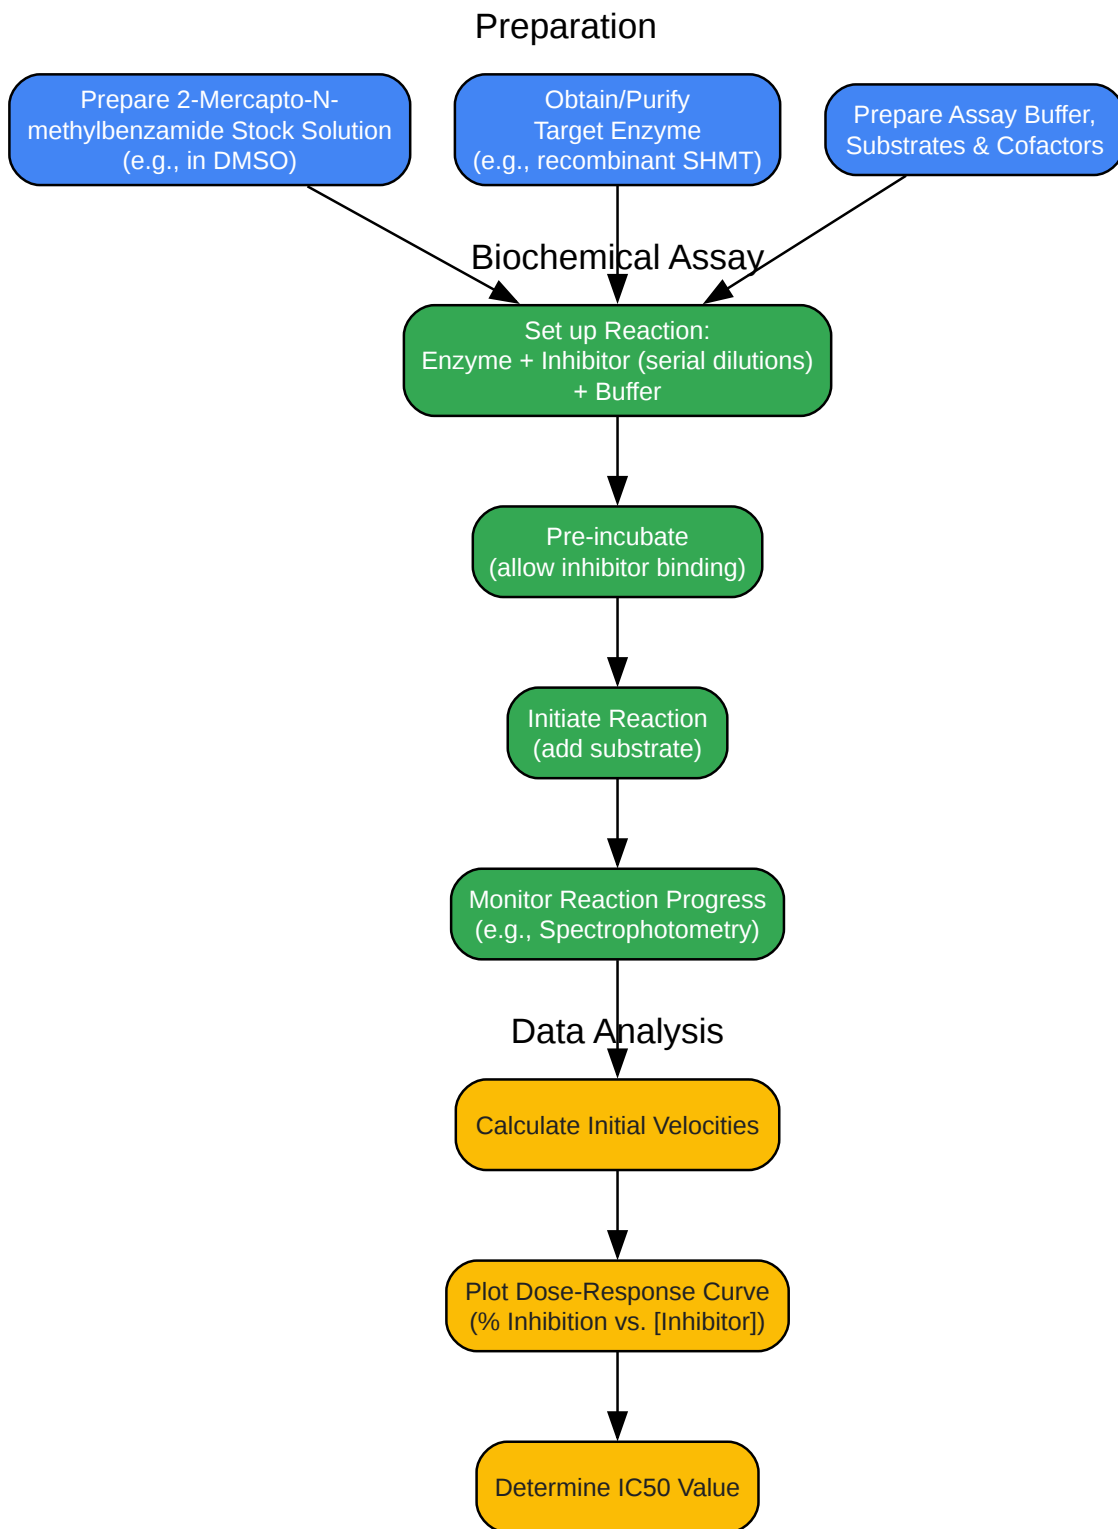 Preparation
Prepare 2-Mercapto-N-
methylbenzamide Stock Solution
(e.g., in DMSO)
Obtain/Purify
Target Enzyme
(e.g., recombinant SHMT)
Prepare Assay Buffer,
Substrates & Cofactors
Biochemical Assay
Set up Reaction:
Enzyme + Inhibitor (serial dilutions)
+ Buffer
Pre-incubate
(allow inhibitor binding)
Initiate Reaction
(add substrate)
Monitor Reaction Progress
(e.g., Spectrophotometry)
Data Analysis
Calculate Initial Velocities
Plot Dose-Response Curve
(% Inhibition vs. [Inhibitor])
Determine IC50 Value